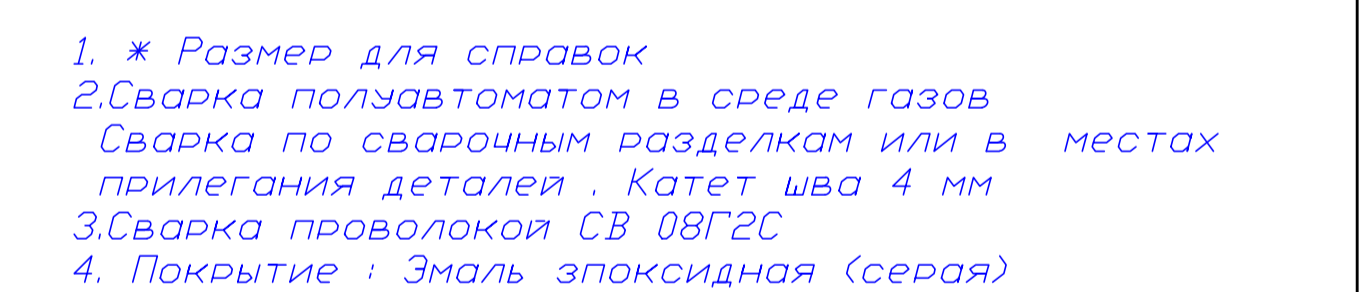 1. * Размер для справок
2.Сварка полуавтоматом в среде газов
Сварка по сварочным разделкам или в местах
прилегания деталей . Катет шва 4 мм
3.Сварка проволокой СВ 08Г2С
4. Покрытие : Эмаль зпоксидная (серая)